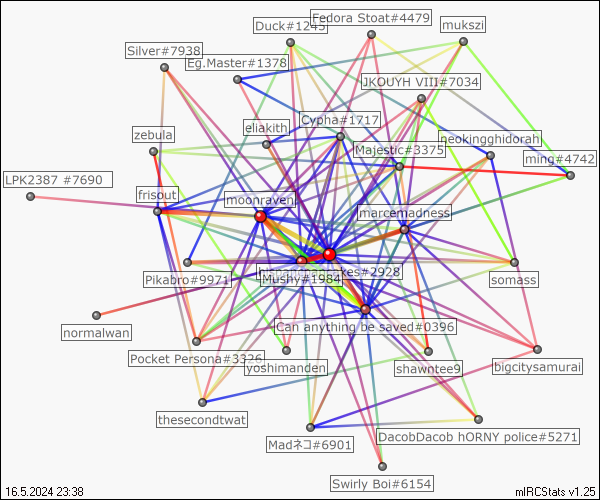 Fedora Stoat#4479
Duck#1245
mukszi
Silver#7938
Eg.Master#1378
JKOUYH VIII#7034
Cypha#1717
eliakith
zebula
neokingghidorah
Majestic#3375
ming#4742
LPK2387 #7690
frisout
moonraven
marcemadness
#2928
Mushy#1984
Pikabro#9971
somass
normalwan
Can anything be saved#0396
Pocket Persona#3326
yoshimanden
shawntee9
bigcitysamurai
thesecondtwat
DacobDacob hORNY police#5271
Madネコ#6901
Swirly Boi#6154
16.5.2024 23:38
mIRCStats v1.25